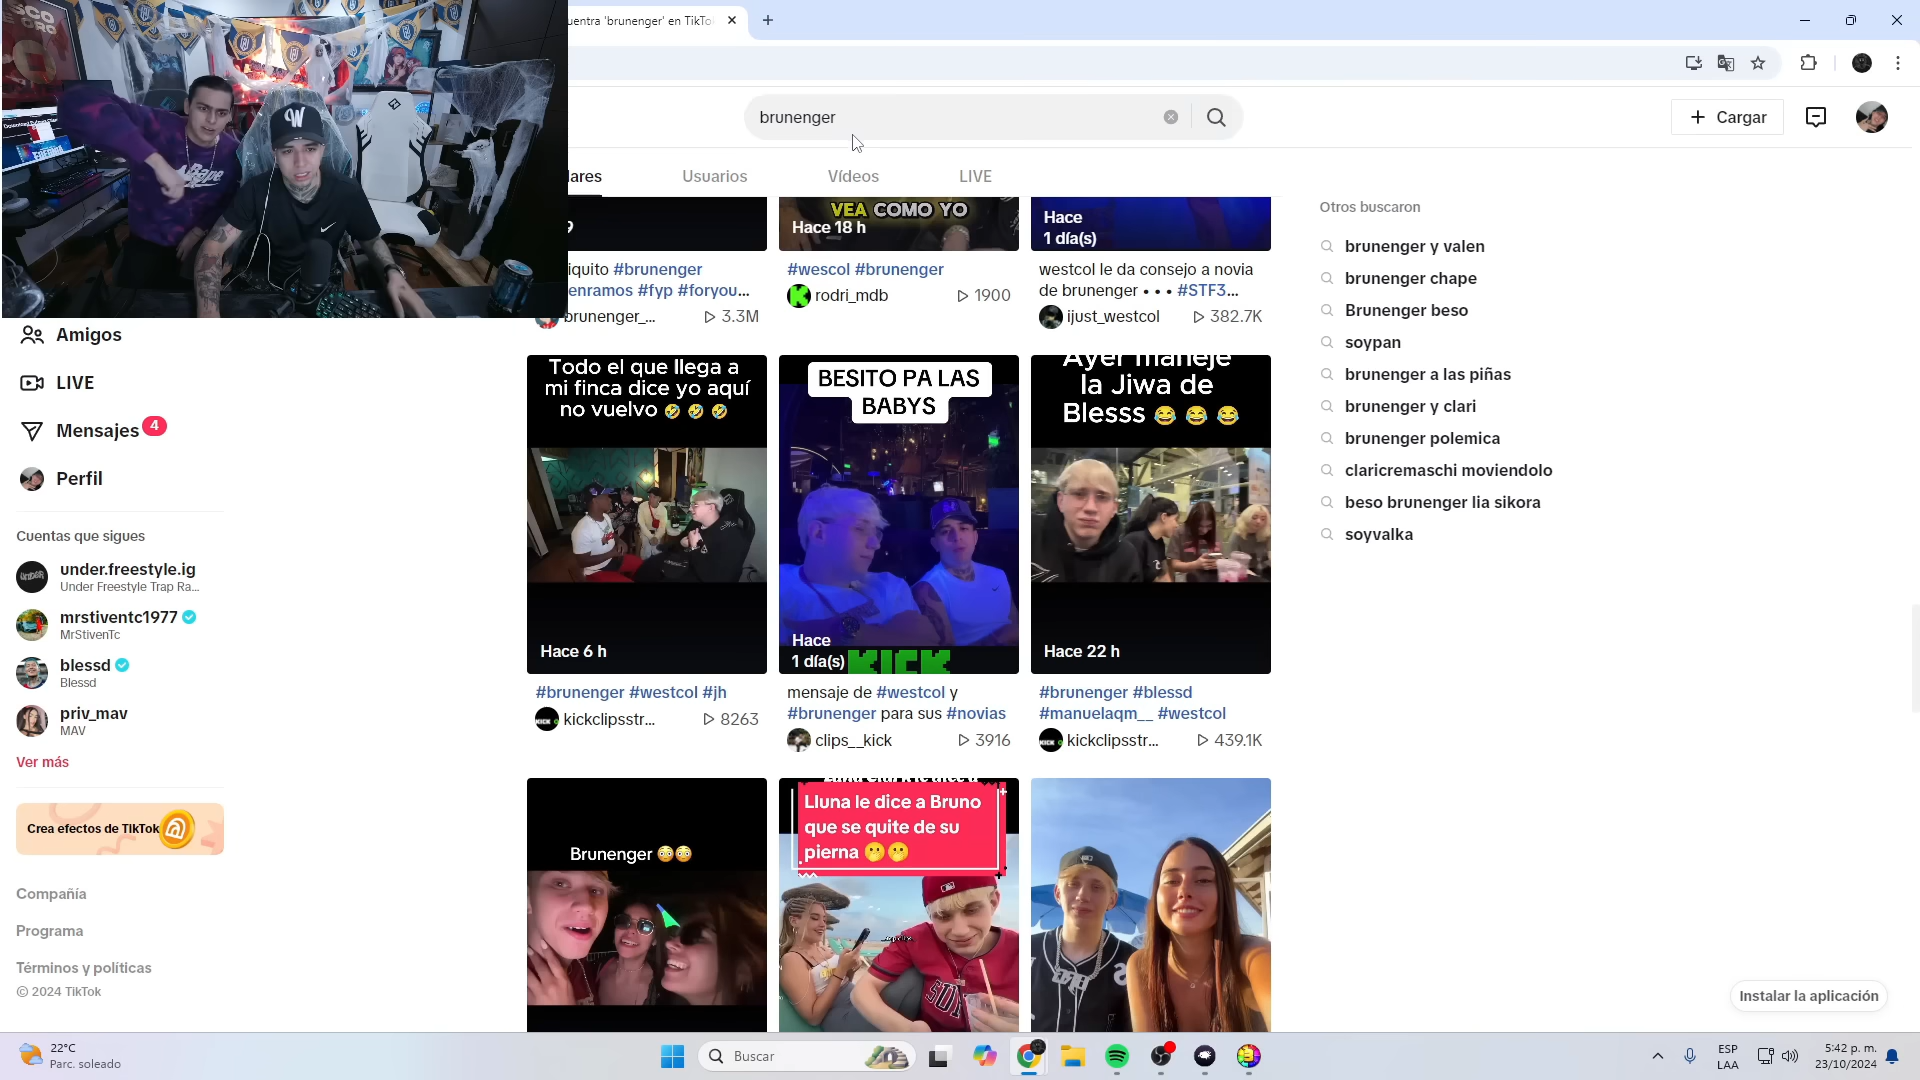 uentra 'brunenger' en TikTo
brunenger
Cargar
lares
Usuarios
Vídeos
LIVE
VEA COMO YO
Hace 18 h
Hace
1 día(s)
iquito #brunenger
enramos #fyp #foryou...
brunenger_...
3.3M
#wescol #brunenger
rodri_mdb
1900
westcol le da consejo a novia
de brunenger • • • #STF3...
ijust_westcol
382.7K
Otros buscaron
brunenger y valen
brunenger chape
Brunenger beso
soypan
brunenger a las piñas
brunenger y clari
brunenger polemica
claricremaschi moviendolo
beso brunenger lia sikora
soyvalka
Amigos
LIVE
Mensajes
4
Perfil
Cuentas que sigues
under.freestyle.ig
Under Freestyle Trap Ra...
mrstiventc1977
MrStivenTc
blessd
Blessd
priv_mav
MAV
Ver más
Crea efectos de TikTok
Compañía
Programa
Términos y políticas
© 2024 TikTok
Todo el que llega a
mi finca dice yo aquí
no vuelvo 🤣 🤣 🤣
Hace 6 h
#brunenger #westcol #jh
kickclipsstr...
8263
BESITO PA LAS
BABYS
Hace
1 día(s)
KICK
mensaje de #westcol y
#brunenger para sus #novias
clips__kick
3916
Ayer maneje
la Jiwa de
Blesss 😂 😂 😂
Hace 22 h
#brunenger #blessd
#manuelaqm__ #westcol
kickclipsstr...
439.1K
Brunenger 😳😳
Lluna le dice a Bruno
que se quite de su
pierna 🫢🫢
Instalar la aplicación
22°C
Parc. soleado
Buscar
ESP
LAA
5:42 p. m.
23/10/2024